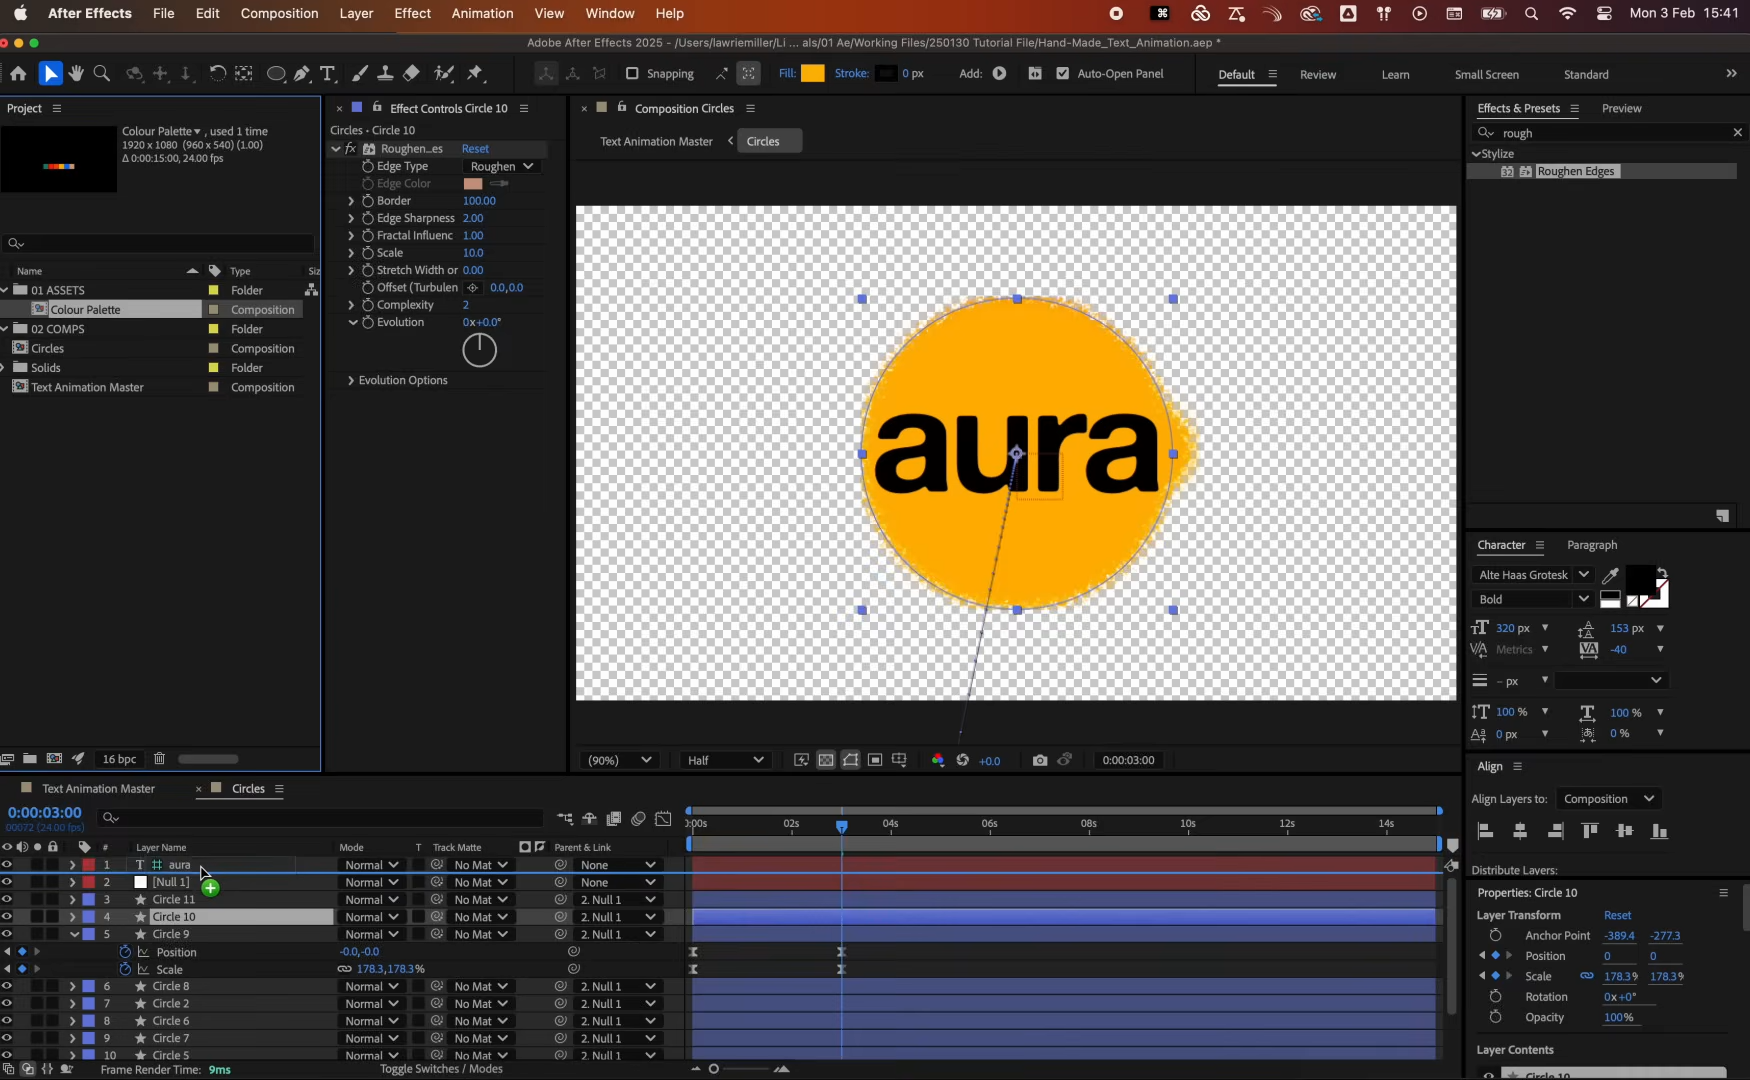 After Effects File Edit Composition Layer Effect Animation View Window Help Mon 3 Feb 15:41
Adobe After Effects 2025 - /Users/lawriemiller/Li ... als/01 Ae/Working Files/250130 Tutorial File/Hand-Made_Text_Animation.aep *
Snapping Fill: Stroke: 0 px Add: Auto-Open Panel Default Review Learn Small Screen Standard
Project
Colour Palette , used 1 time
1920 x 1080 (960 x 540) (1.00)
Δ 0:00:15:00, 24.00 fps
Name Type Siz
01 ASSETS Folder
Colour Palette Composition
02 COMPS Folder
Circles Composition
Solids Folder
Text Animation Master Composition
16 bpc
Effect Controls Circle 10
Circles • Circle 10
fx Roughen...es Reset
Edge Type Roughen
Edge Color
Border 100.00
Edge Sharpness 2.00
Fractal Influenc 1.00
Scale 10.0
Stretch Width or 0.00
Offset (Turbulen 0.0,0.0
Complexity 2
Evolution 0x+0.0°
Evolution Options
Composition Circles
Text Animation Master Circles
aura
(90%) Half +0.0 0:00:03:00
Effects & Presets Preview
rough
Stylize
32 Roughen Edges
Character Paragraph
Alte Haas Grotesk
Bold
320 px 153 px
Metrics -40
– px
100 % 100 %
0 px 0 %
Align
Align Layers to: Composition
Distribute Layers:
Properties: Circle 10
Layer Transform Reset
Anchor Point -389.4 -277.3
Position 0 0
Scale 178.3% 178.3%
Rotation 0x+0°
Opacity 100%
Layer Contents
Circle 10
Text Animation Master Circles
0:00:03:00
00072 (24.00 fps)
# Layer Name Mode T Track Matte Parent & Link
02s 04s 06s 08s 10s 12s 14s
1 T aura Normal No Mat None
2 [Null 1] Normal No Mat None
3 Circle 11 Normal No Mat 2. Null 1
4 Circle 10 Normal No Mat 2. Null 1
5 Circle 9 Normal No Mat 2. Null 1
Position -0.0,-0.0
Scale 178.3,178.3%
6 Circle 8 Normal No Mat 2. Null 1
7 Circle 2 Normal No Mat 2. Null 1
8 Circle 6 Normal No Mat 2. Null 1
9 Circle 7 Normal No Mat 2. Null 1
10 Circle 5 Normal No Mat 2. Null 1
Frame Render Time: 9ms Toggle Switches / Modes